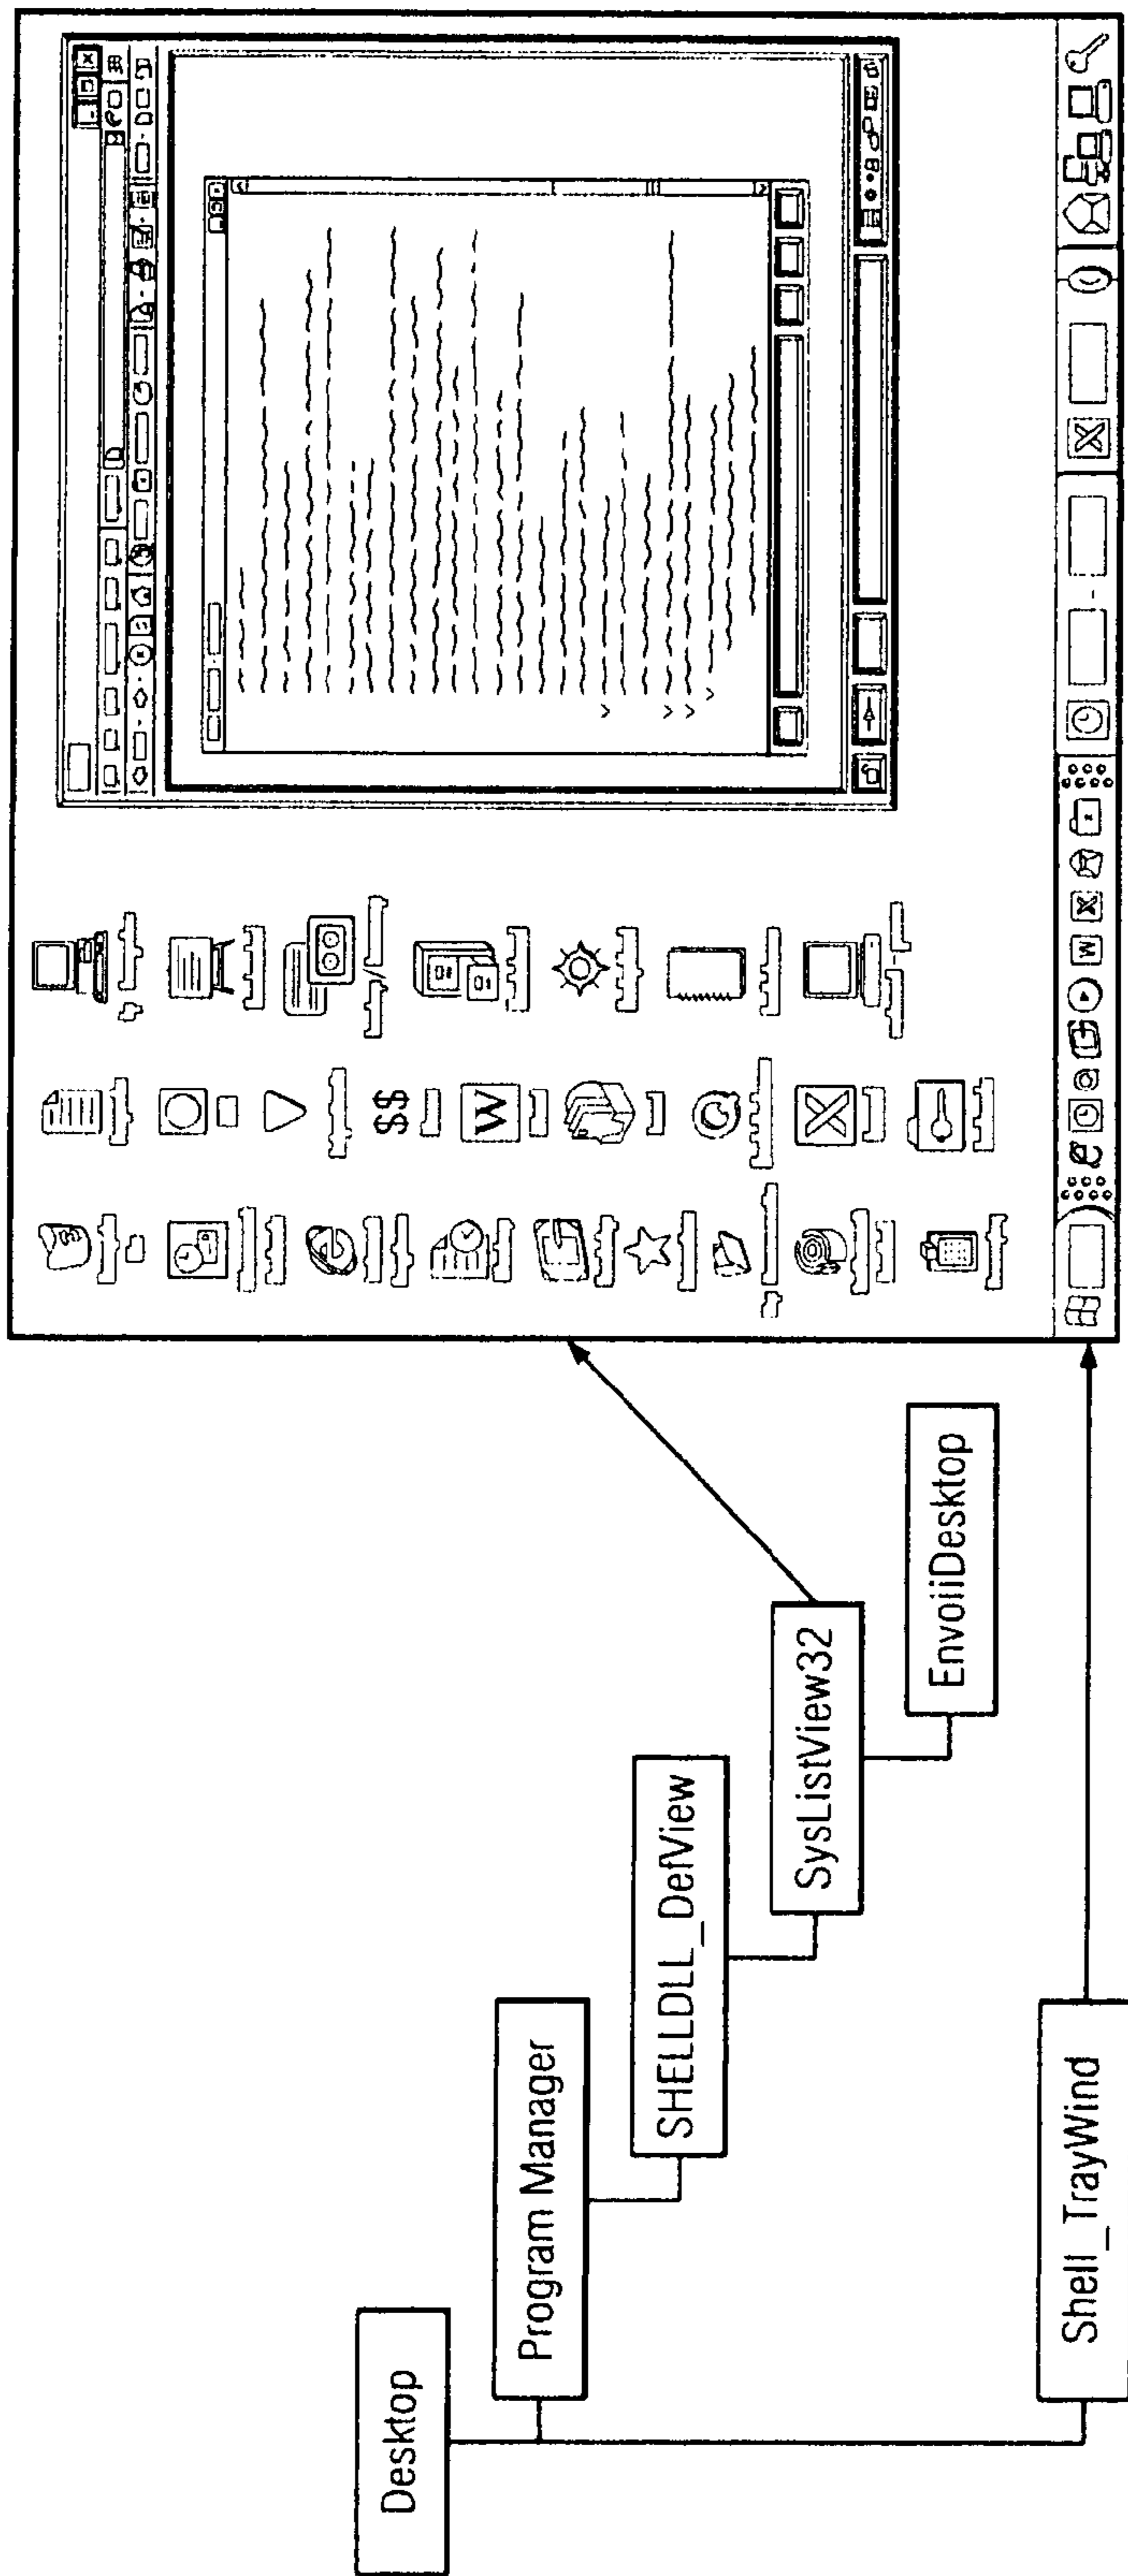 Desktop
Program Manager
SHELLDLL_DefView
SysListView32
EnvoiiDesktop
Shell_TrayWind
$$
W
e
W